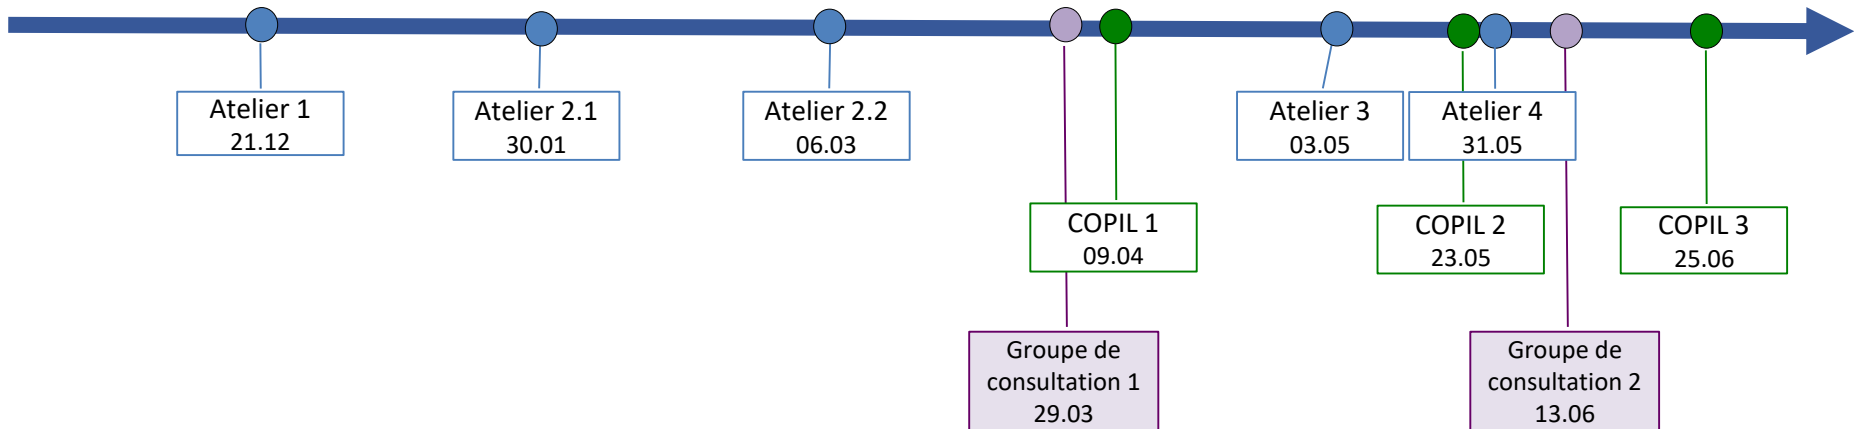 Atelier 1
21.12
Atelier 2.1
30.01
Atelier 2.2
06.03
Atelier 3
03.05
Atelier 4
31.05
COPIL 1
09.04
COPIL 2
23.05
COPIL 3
25.06
Groupe de
consultation 1
29.03
Groupe de
consultation 2
13.06